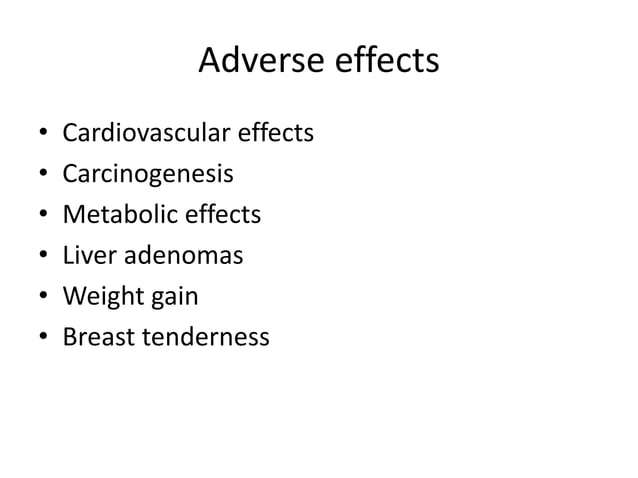 Adverse effects
• Cardiovascular effects
• Carcinogenesis
• Metabolic effects
• Liver adenomas
• Weight gain
• Breast tenderness